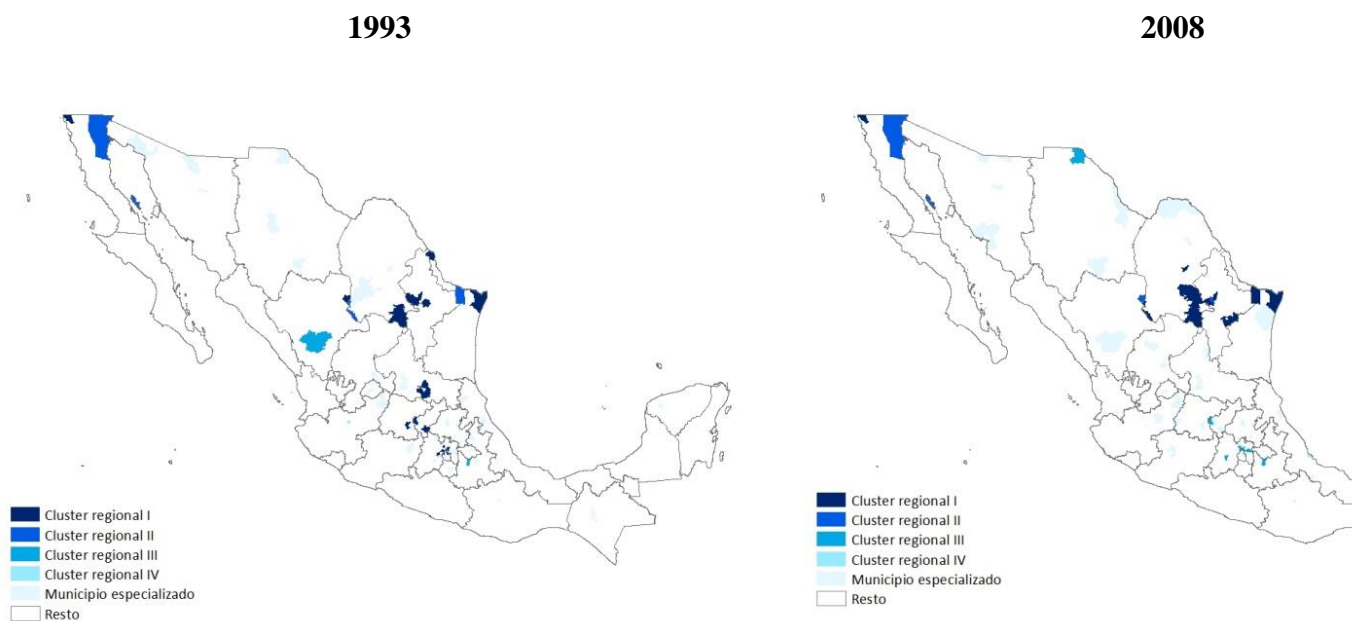 1993
2008
Cluster regional I
Cluster regional II
Cluster regional III
Cluster regional IV
Municipio especializado
Resto
Cluster regional I
Cluster regional II
Cluster regional III
Cluster regional IV
Municipio especializado
Resto